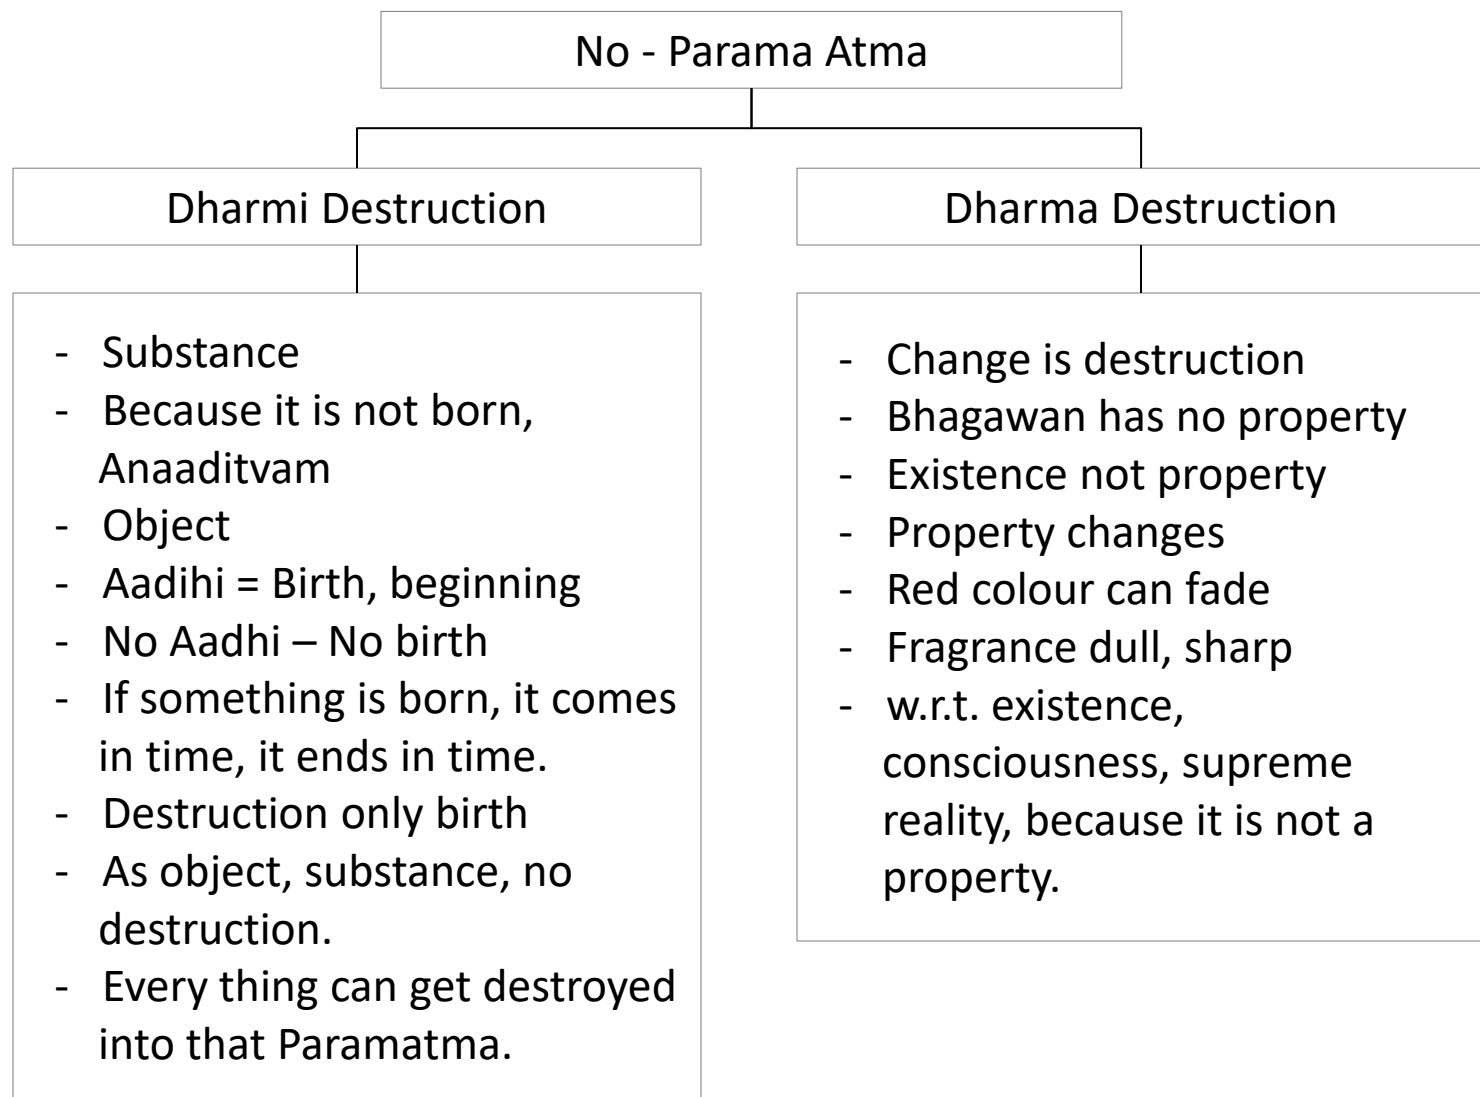 No - Parama Atma
Dharmi Destruction
- Substance
- Because it is not born,
Anaaditvam
- Object
- Aadihi = Birth, beginning
- No Aadhi – No birth
- If something is born, it comes
in time, it ends in time.
- Destruction only birth
- As object, substance, no
destruction.
- Every thing can get destroyed
into that Paramatma.
Dharma Destruction
- Change is destruction
- Bhagawan has no property
- Existence not property
- Property changes
- Red colour can fade
- Fragrance dull, sharp
- w.r.t. existence,
consciousness, supreme
reality, because it is not a
property.